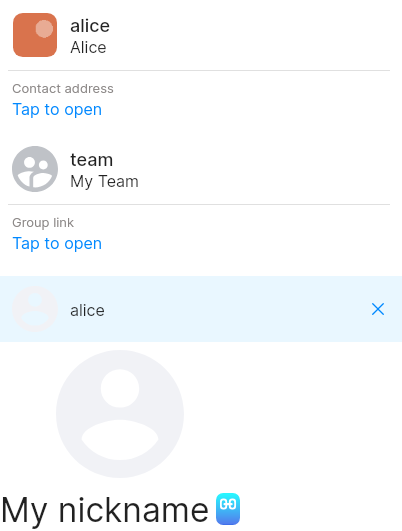 alice
Alice
Contact address
Tap to open
team
My Team
Group link
Tap to open
alice
My nickname